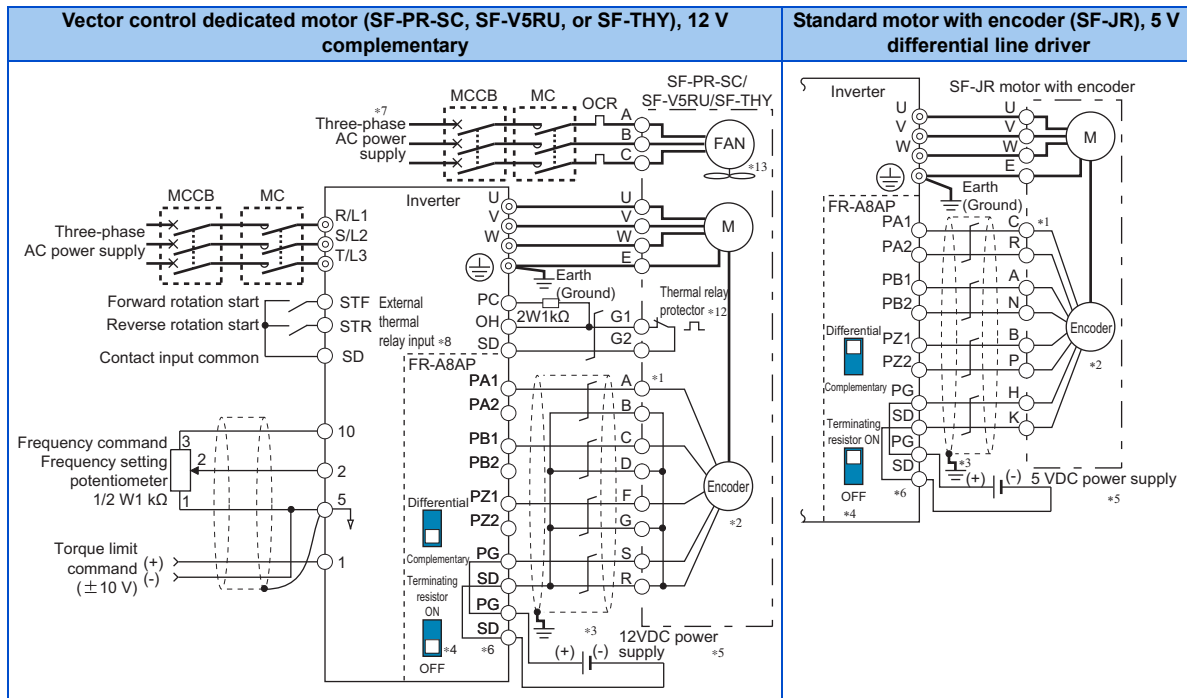 Vector control dedicated motor (SF-PR-SC, SF-V5RU, or SF-THY), 12 V
complementary
SF-PR-SC/
SF-V5RU/SF-THY
MCCB
MC
OCR
*7
Three-phase
AC power
supply
A
B
C
FAN
*13
MCCB
MC
Three-phase
AC power supply
R/L1
S/L2
T/L3
Inverter
U
V
W
U
V
W
E
M
Earth
(Ground)
Forward rotation start
Reverse rotation start
Contact input common
STF
STR
SD
External
thermal
relay input *8
PC
OH
SD
2W1kΩ
G1
G2
Thermal relay
protector *12
FR-A8AP
PA1
PA2
PB1
PB2
PZ1
PZ2
PG
SD
PG
SD
A
B
C
D
F
G
S
R
*1
Encoder
*2
Differential
Complementary
Terminating
resistor
ON
OFF
*4
*6
*3
(+)
(-)
12VDC power
supply
*5
Frequency command
Frequency setting
potentiometer
1/2 W1 kΩ
3
2
1
10
2
5
1
Torque limit
command
(±10 V)
(+)
(-)
Standard motor with encoder (SF-JR), 5 V
differential line driver
Inverter
SF-JR motor with encoder
U
V
W
U
V
W
E
M
Earth
(Ground)
FR-A8AP
PA1
PA2
PB1
PB2
PZ1
PZ2
PG
SD
PG
SD
C
R
A
N
B
P
H
K
*1
Encoder
*2
Differential
Complementary
Terminating
resistor ON
OFF
*4
*6
*3
(+)
(-)
5 VDC power supply
*5